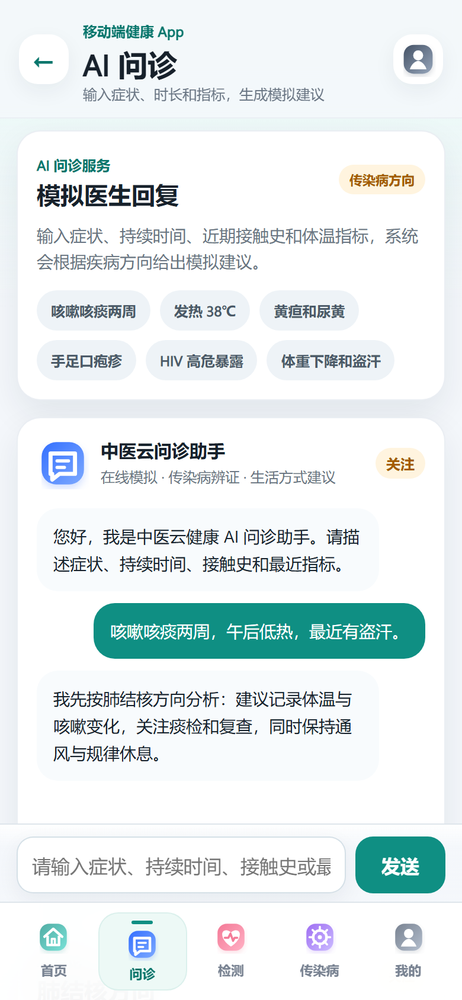 移动端健康 App
AI 问诊
输入症状、时长和指标，生成模拟建议
AI 问诊服务
模拟医生回复
传染病方向
输入症状、持续时间、近期接触史和体温指标，系统
会根据疾病方向给出模拟建议。
咳嗽咳痰两周
发热 38℃
黄疸和尿黄
手足口疱疹
HIV 高危暴露
体重下降和盗汗
中医云问诊助手
在线模拟 · 传染病辨证 · 生活方式建议
关注
您好，我是中医云健康 AI 问诊助手。请描
述症状、持续时间、接触史和最近指标。
咳嗽咳痰两周，午后低热，最近有盗汗。
我先按肺结核方向分析：建议记录体温与
咳嗽变化，关注痰检和复查，同时保持通
风与规律休息。
请输入症状、持续时间、接触史或最
发送
首页
问诊
检测
传染病
我的
肺结核方向